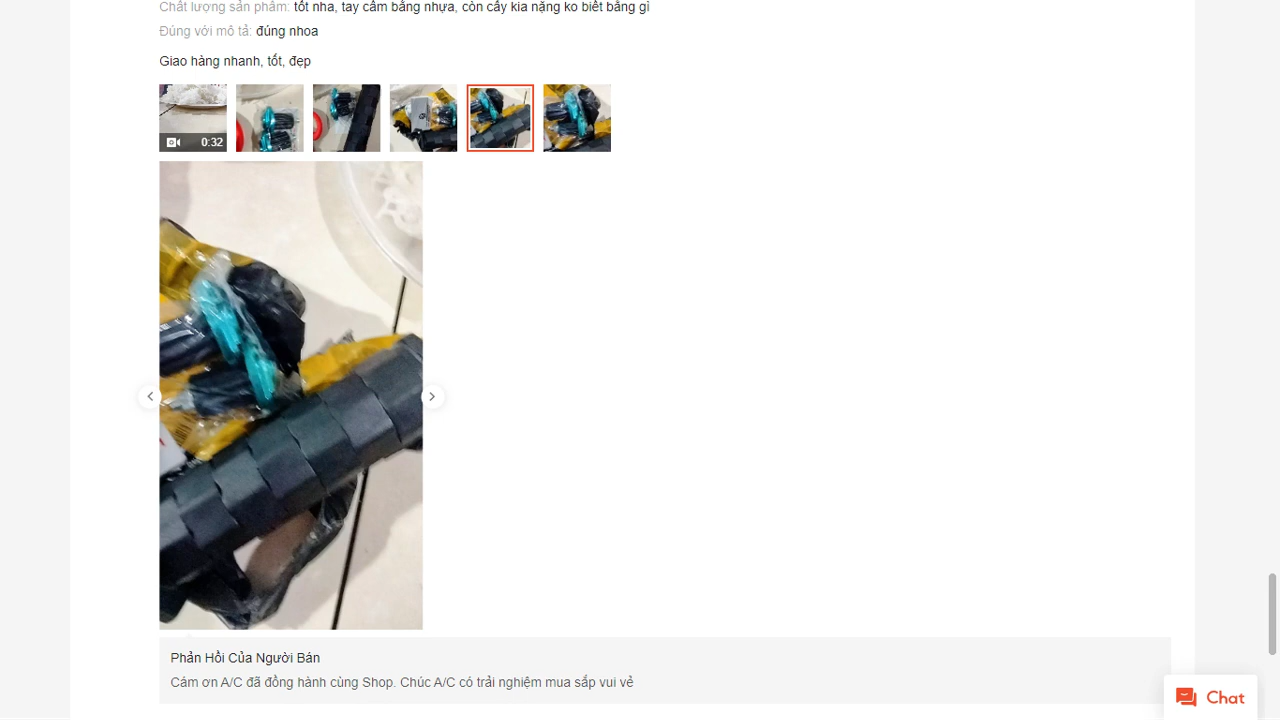 Chất lượng sản phẩm: tốt nha, tay cầm bằng nhựa, còn cấy kia nặng ko biết bằng gì
Đúng với mô tả: đúng nhoa
Giao hàng nhanh, tốt, đẹp
0:32
Phản Hồi Của Người Bán
Cám ơn A/C đã đồng hành cùng Shop. Chúc A/C có trải nghiệm mua sắp vui vẻ
Chat